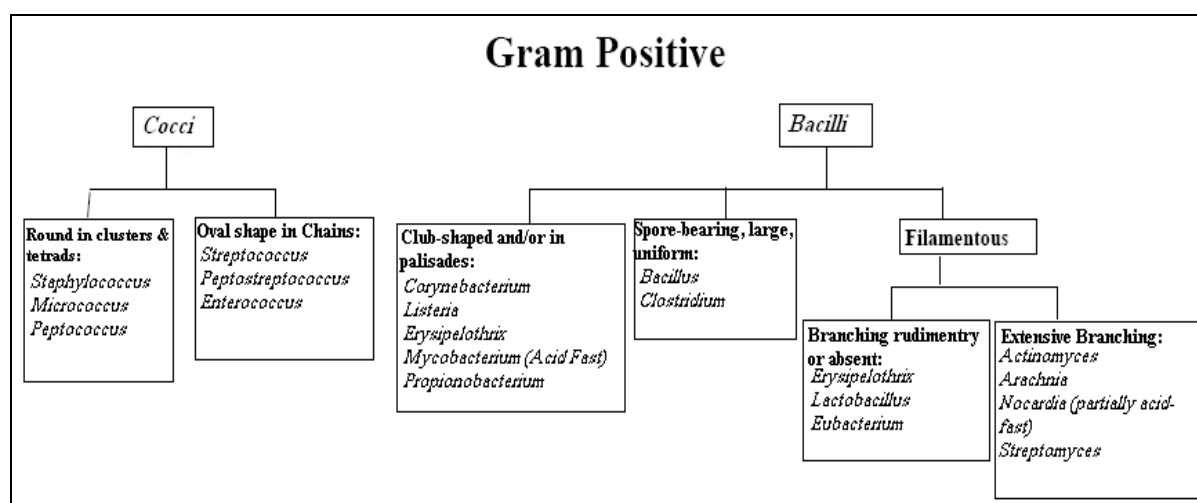 Gram Positive
Cocci
Bacilli
Round in clusters &
tetrads:
Staphylococcus
Micrococcus
Peptococcus
Oval shape in Chains:
Streptococcus
Peptostreptococcus
Enterococcus
Club-shaped and/or in
palisades:
Corynebacterium
Listeria
Erysipelothrix
Mycobacterium (Acid Fast)
Propionobacterium
Spore-bearing, large,
uniform:
Bacillus
Clostridium
Filamentous
Branching rudimentry
or absent:
Erysipelothrix
Lactobacillus
Eubacterium
Extensive Branching:
Actinomyces
Arachnia
Nocardia (partially acid-
fast)
Streptomyces